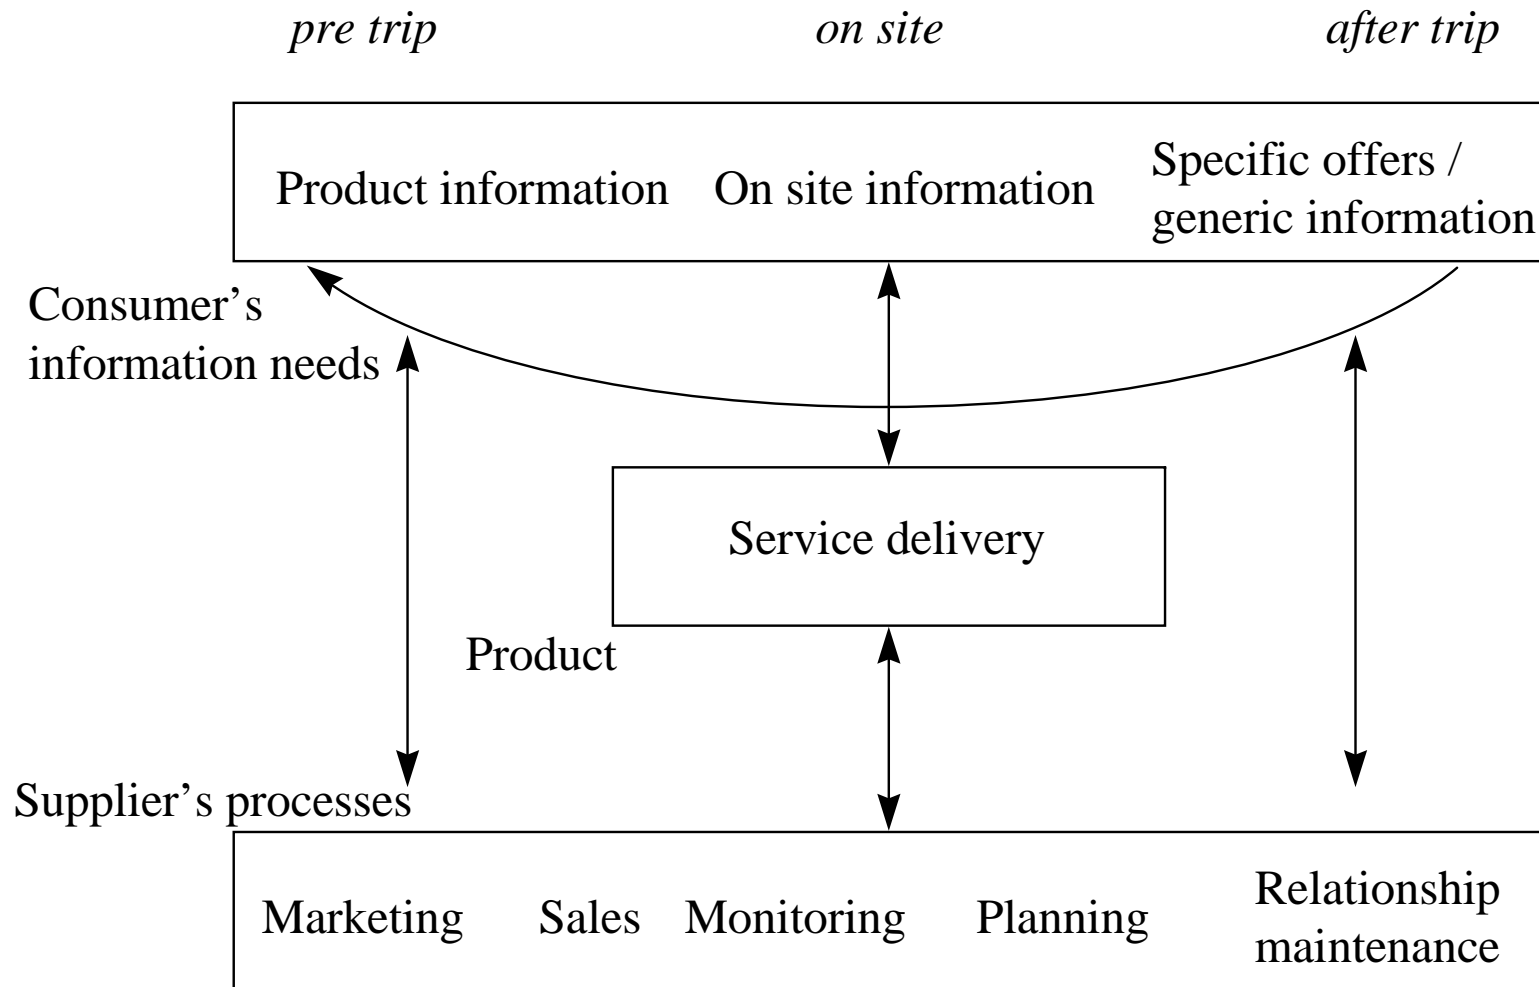 pre trip on site after trip
Product information On site information Specific offers /
generic information
Consumer’s
information needs
Service delivery
Product
Supplier’s processes
Marketing Sales Monitoring Planning Relationship
maintenance